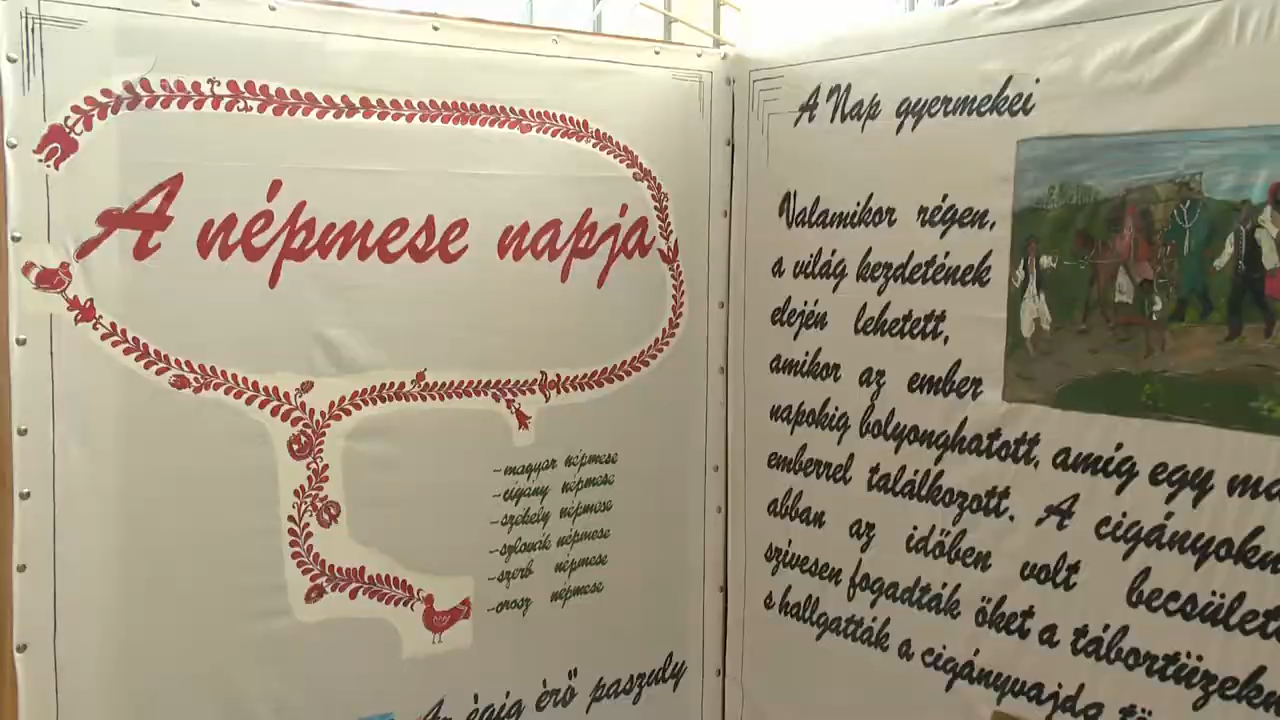 A népmese napja
-magyar népmese
-cigány népmese
-székely népmese
-szlovák népmese
-szerb népmese
-orosz népmese
Az égig érő paszuly
A Nap gyermekei
Valamikor régen,
a világ kezdetének
elején lehetett,
amikor az ember
napokig bolyonghatott, amíg egy
emberrel találkozott. A
abban az időben volt
szívesen fogadták őket a
s hallgatták a cigányvajda